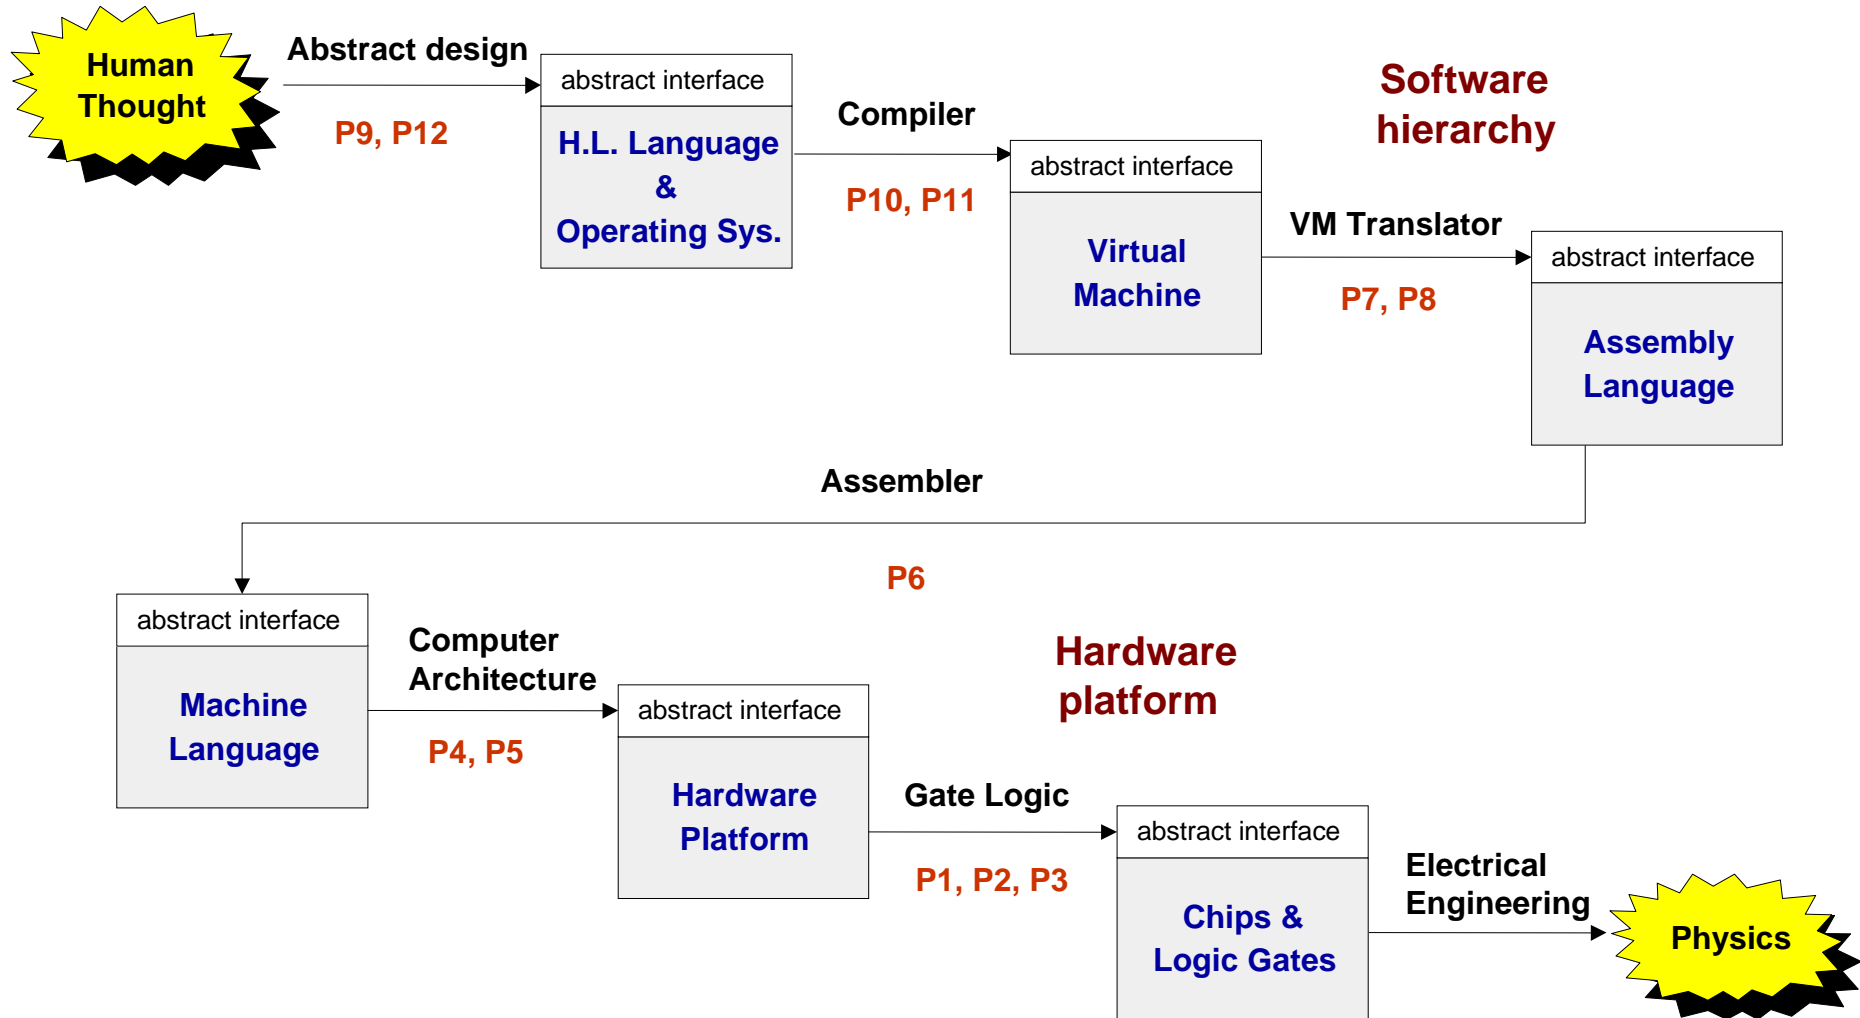 Human
Thought
Abstract design
P9, P12
abstract interface
H.L. Language
&
Operating Sys.
Compiler
P10, P11
abstract interface
Virtual
Machine
Software
hierarchy
VM Translator
P7, P8
abstract interface
Assembly
Language
Assembler
P6
abstract interface
Machine
Language
Computer
Architecture
P4, P5
abstract interface
Hardware
Platform
Hardware
platform
Gate Logic
P1, P2, P3
abstract interface
Chips &
Logic Gates
Electrical
Engineering
Physics